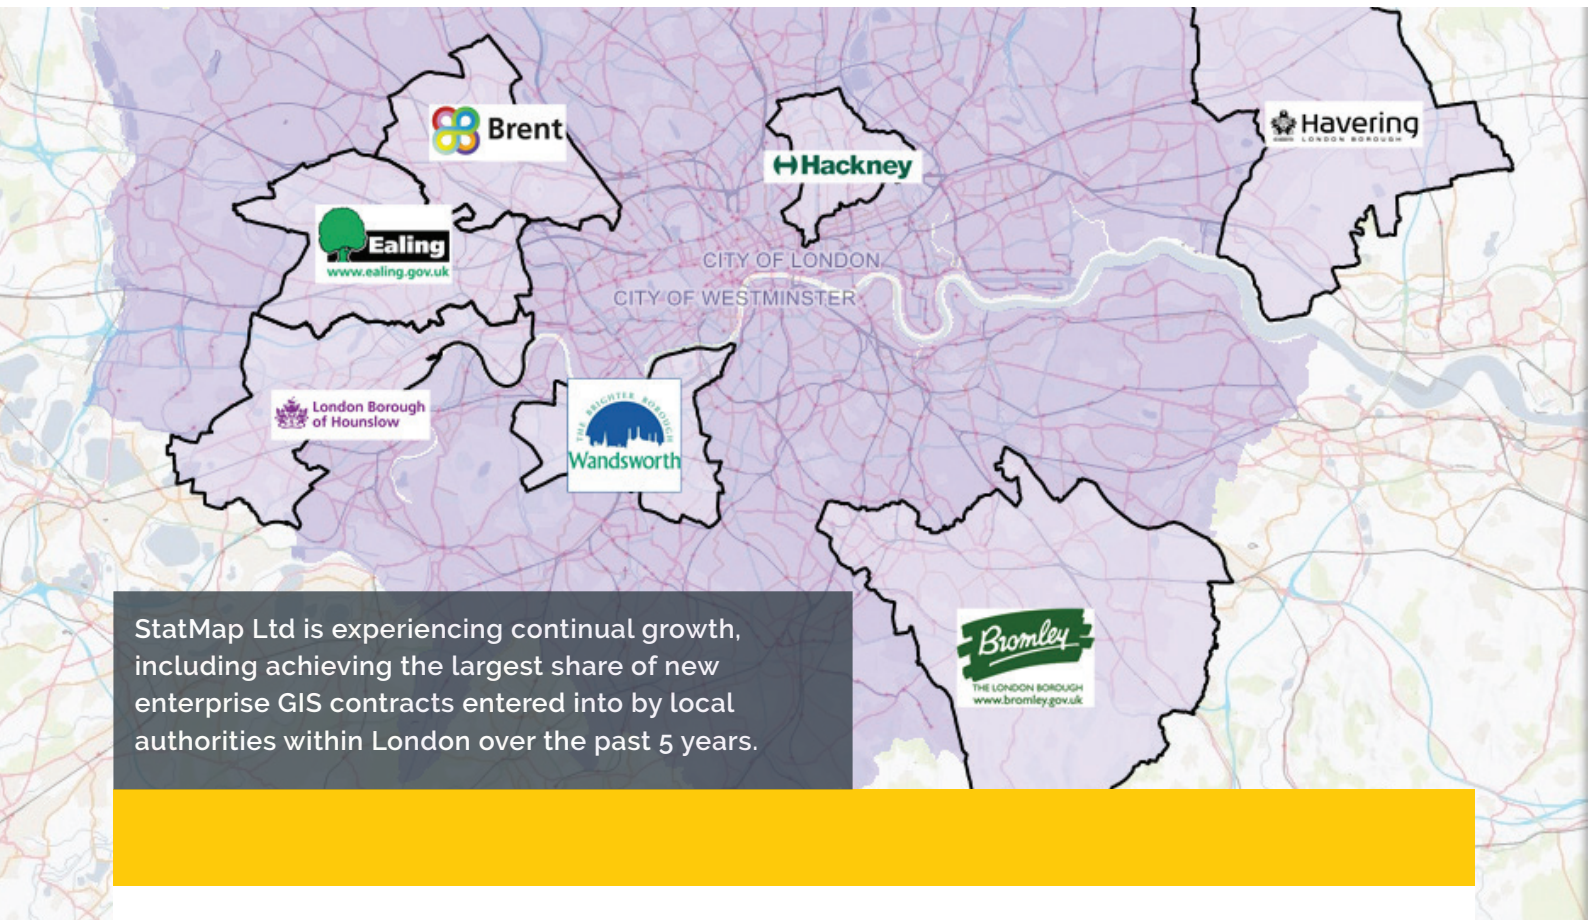 Brent
Hackney
Havering
LONDON BOROUGH
Ealing
www.ealing.gov.uk
CITY OF LONDON
CITY OF WESTMINSTER
London Borough
of Hounslow
THE BRIGHTER BOROUGH
Wandsworth
Bromley
THE LONDON BOROUGH
www.bromley.gov.uk
StatMap Ltd is experiencing continual growth,
including achieving the largest share of new
enterprise GIS contracts entered into by local
authorities within London over the past 5 years.